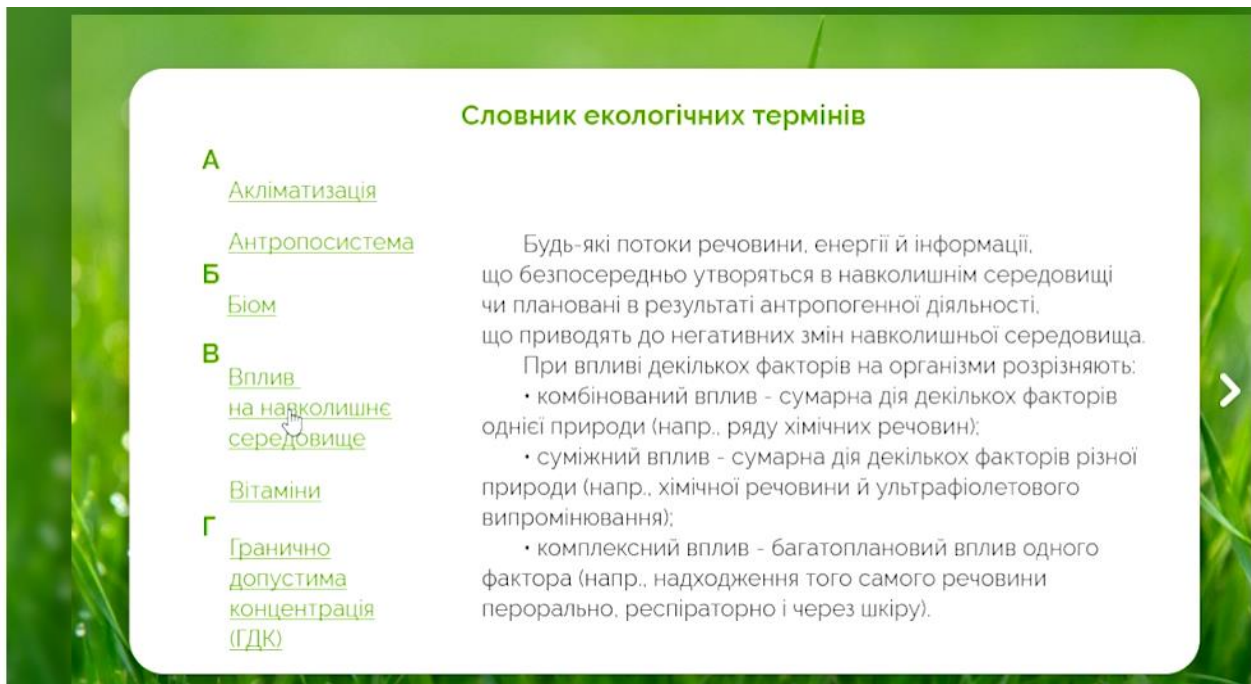 Словник екологічних термінів
А
Акліматизація
Антропосистема
Б
Біом
В
Вплив
на навколишнє
середовище
Вітаміни
Г
Гранично
допустима
концентрація
(ГДК)
Будь-які потоки речовини, енергії й інформації,
що безпосередньо утворяться в навколишнім середовищі
чи плановані в результаті антропогенної діяльності,
що приводять до негативних змін навколишньої середовища.
При впливі декількох факторів на організми розрізняють:
• комбінований вплив - сумарна дія декількох факторів
однієї природи (напр., ряду хімічних речовин);
• суміжний вплив - сумарна дія декількох факторів різної
природи (напр., хімічної речовини й ультрафіолетового
випромінювання);
• комплексний вплив - багатоплановий вплив одного
фактора (напр., надходження того самого речовини
перорально, респіраторно і через шкіру).